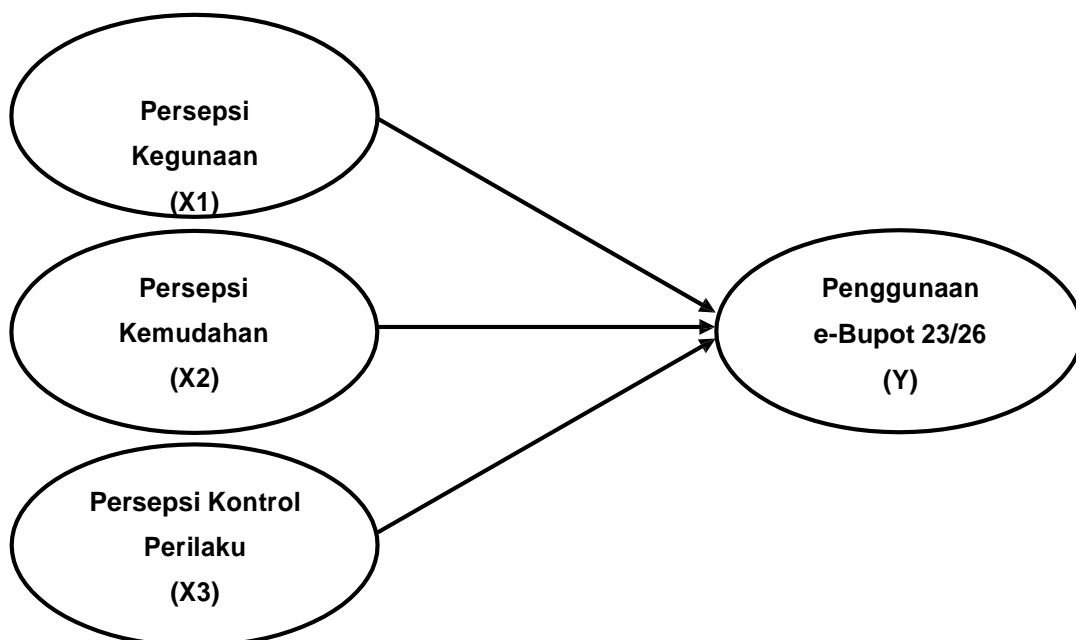 Persepsi
Kegunaan
(X1)
Persepsi
Kemudahan
(X2)
Persepsi Kontrol
Perilaku
(X3)
Penggunaan
e-Bupot 23/26
(Y)